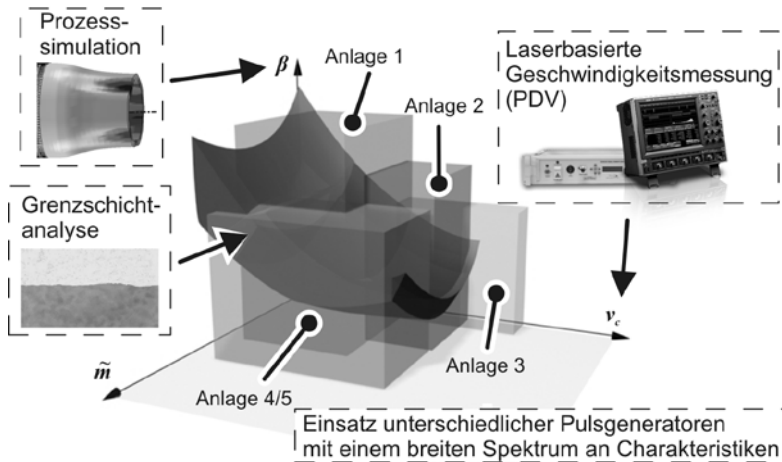 Prozess-
simulation
Grenzschicht-
analyse
β
Anlage 1
Anlage 2
Laserbasierte
Geschwindigkeitsmessung
(PDV)
v_c
m̃
Anlage 4/5
Anlage 3
Einsatz unterschiedlicher Pulsgeneratoren
mit einem breiten Spektrum an Charakteristiken